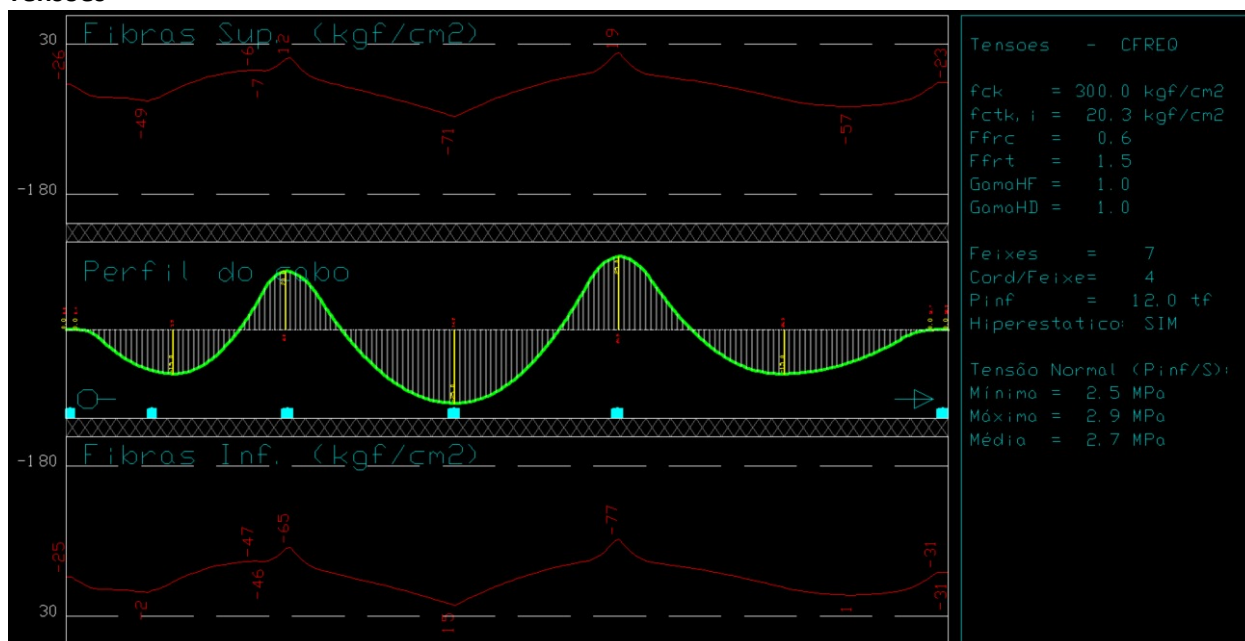 TENSÕES
Fibras Sup. (kgf/cm2)
30
-180
-26
-49
-6
-7
12
-71
19
-57
-23
Perfil do cabo
Fibras Inf. (kgf/cm2)
-180
30
-25
-2
-47
-46
-65
19
-77
1
-31
-31
Tensoes - CFREQ
fck = 300.0 kgf/cm2
fctk,i = 20.3 kgf/cm2
Ffrc = 0.6
Ffrt = 1.5
GamaHF = 1.0
GamaHD = 1.0
Feixes = 7
Cord/Feixe= 4
Pinf = 12.0 tf
Hiperestatico: SIM
Tensão Normal (Pinf/S):
Mínima = 2.5 MPa
Máxima = 2.9 MPa
Média = 2.7 MPa